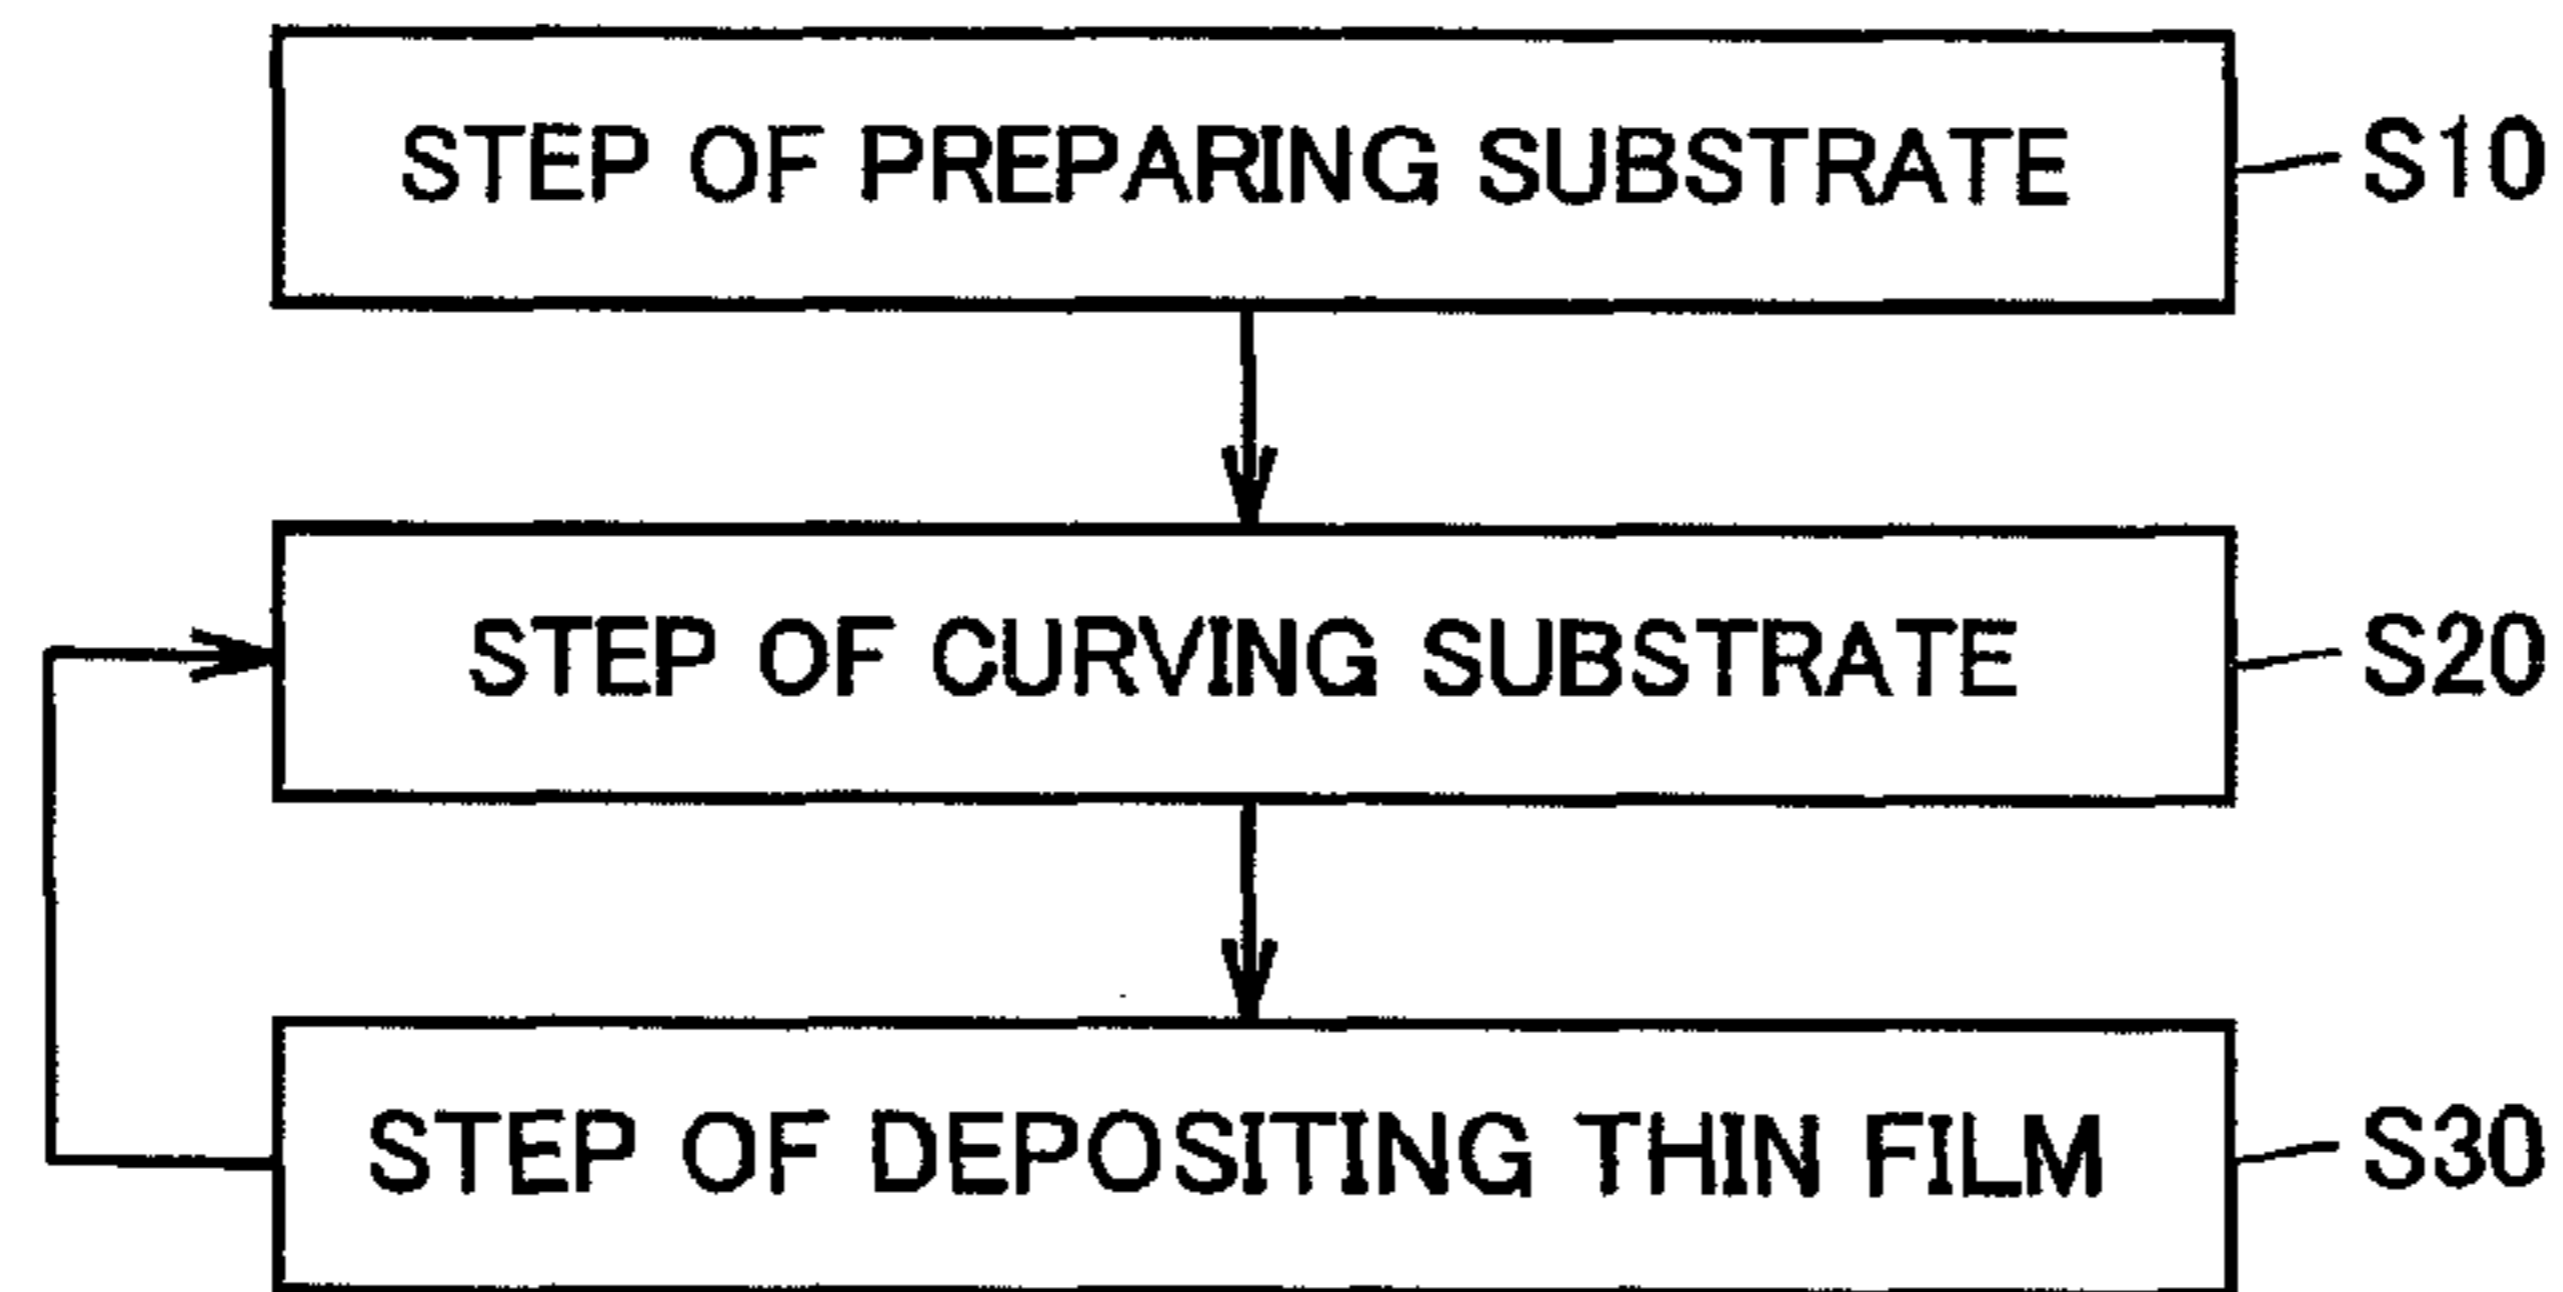 STEP OF PREPARING SUBSTRATE S10
STEP OF CURVING SUBSTRATE S20
STEP OF DEPOSITING THIN FILM S30